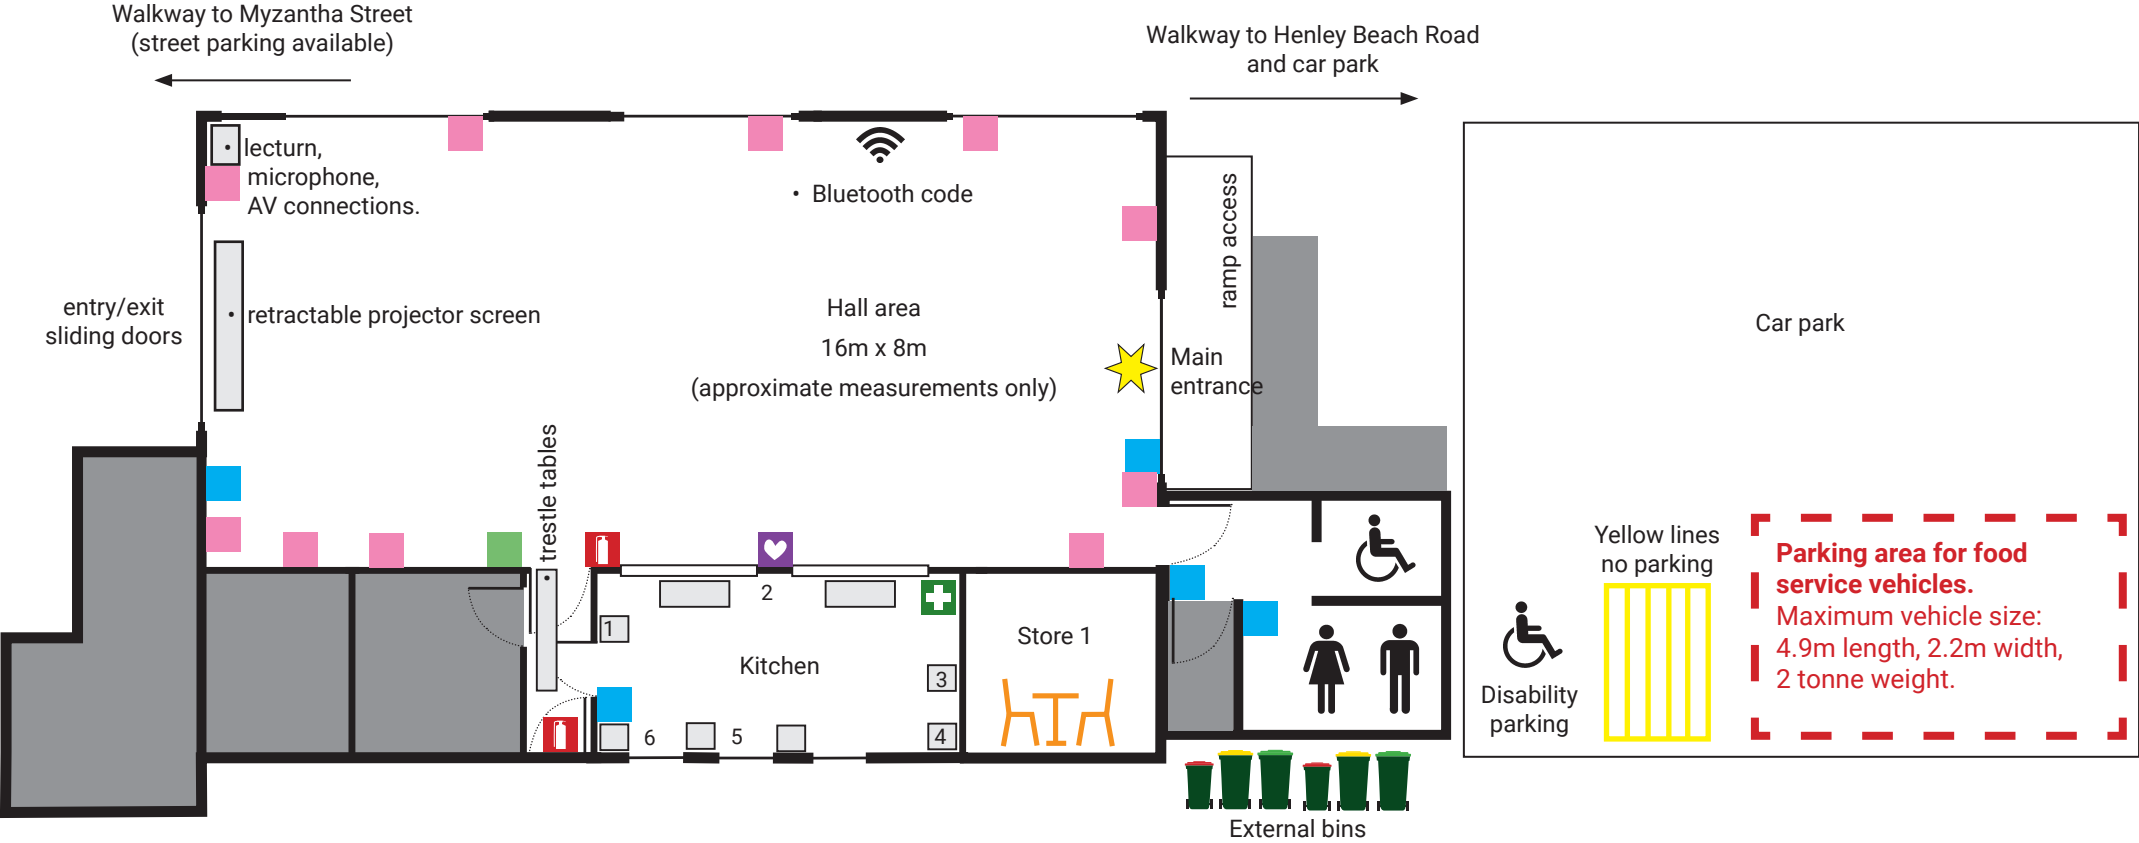 Walkway to Myzantha Street
(street parking available)
Walkway to Henley Beach Road
and car park
lecturn,
microphone,
AV connections.
• Bluetooth code
ramp access
entry/exit
sliding doors
retractable projector screen
Hall area
16m x 8m
(approximate measurements only)
Main
entrance
Car park
trestle tables
Yellow lines
no parking
Parking area for food
service vehicles.
Maximum vehicle size:
4.9m length, 2.2m width,
2 tonne weight.
Disability
parking
1
2
Kitchen
3
4
5
6
Store 1
External bins